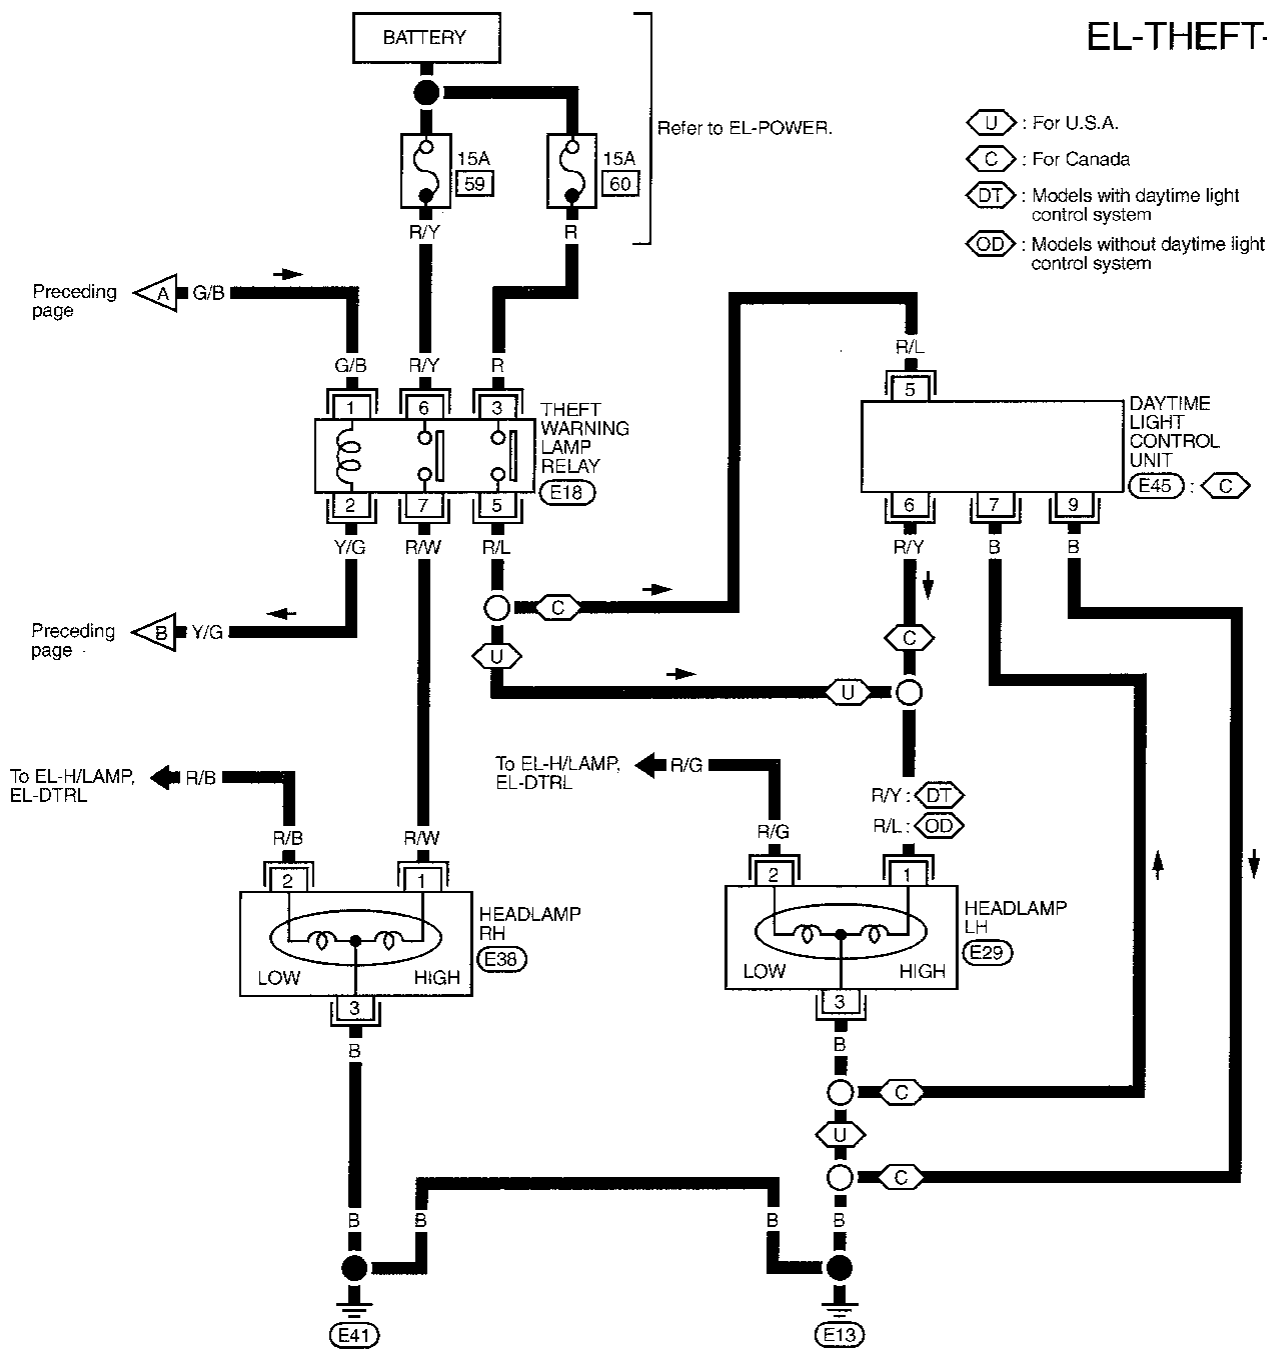 EL-THEFT-
BATTERY
Refer to EL-POWER.
15A
59
15A
60
U : For U.S.A.
C : For Canada
DT : Models with daytime light
control system
OD : Models without daytime light
control system
R/Y
R
Preceding
page
A
G/B
G/B
R/Y
R
1
6
3
THEFT
WARNING
LAMP
RELAY
E18
2
7
5
Y/G
R/W
R/L
R/L
5
DAYTIME
LIGHT
CONTROL
UNIT
E45 : C
6
7
9
R/Y
B
B
C
U
C
U
Preceding
page
B
Y/G
To EL-H/LAMP,
EL-DTRL
R/B
To EL-H/LAMP,
EL-DTRL
R/G
R/Y : DT
R/L : OD
R/B
R/W
R/G
2
1
2
1
HEADLAMP
RH
E38
LOW
HIGH
HEADLAMP
LH
E29
LOW
HIGH
3
3
B
B
C
U
C
B
B
B
B
E41
E13